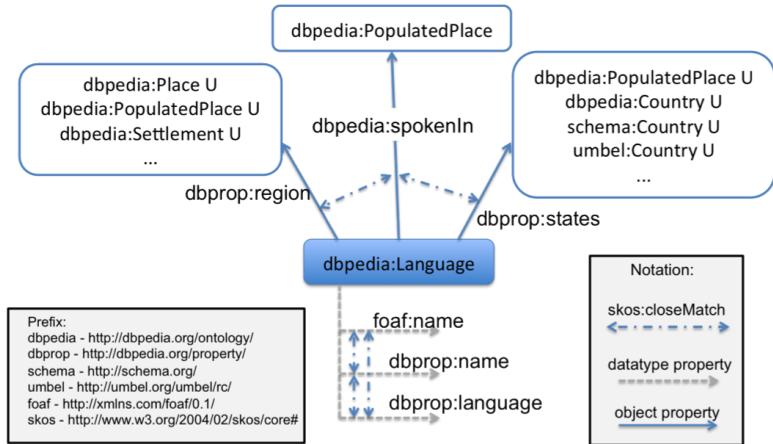 dbpedia:PopulatedPlace
dbpedia:Place U
dbpedia:PopulatedPlace U
dbpedia:Settlement U
...
dbpedia:PopulatedPlace U
dbpedia:Country U
schema:Country U
umbel:Country U
...
dbpedia:spokenIn
dbprop:region
dbprop:states
dbpedia:Language
foaf:name
dbprop:name
dbprop:language
Prefix:
dbpedia - http://dbpedia.org/ontology/
dbprop - http://dbpedia.org/property/
schema - http://schema.org/
umbel - http://umbel.org/umbel/rc/
foaf - http://xmlns.com/foaf/0.1/
skos - http://www.w3.org/2004/02/skos/core#
Notation:
skos:closeMatch
datatype property
object property